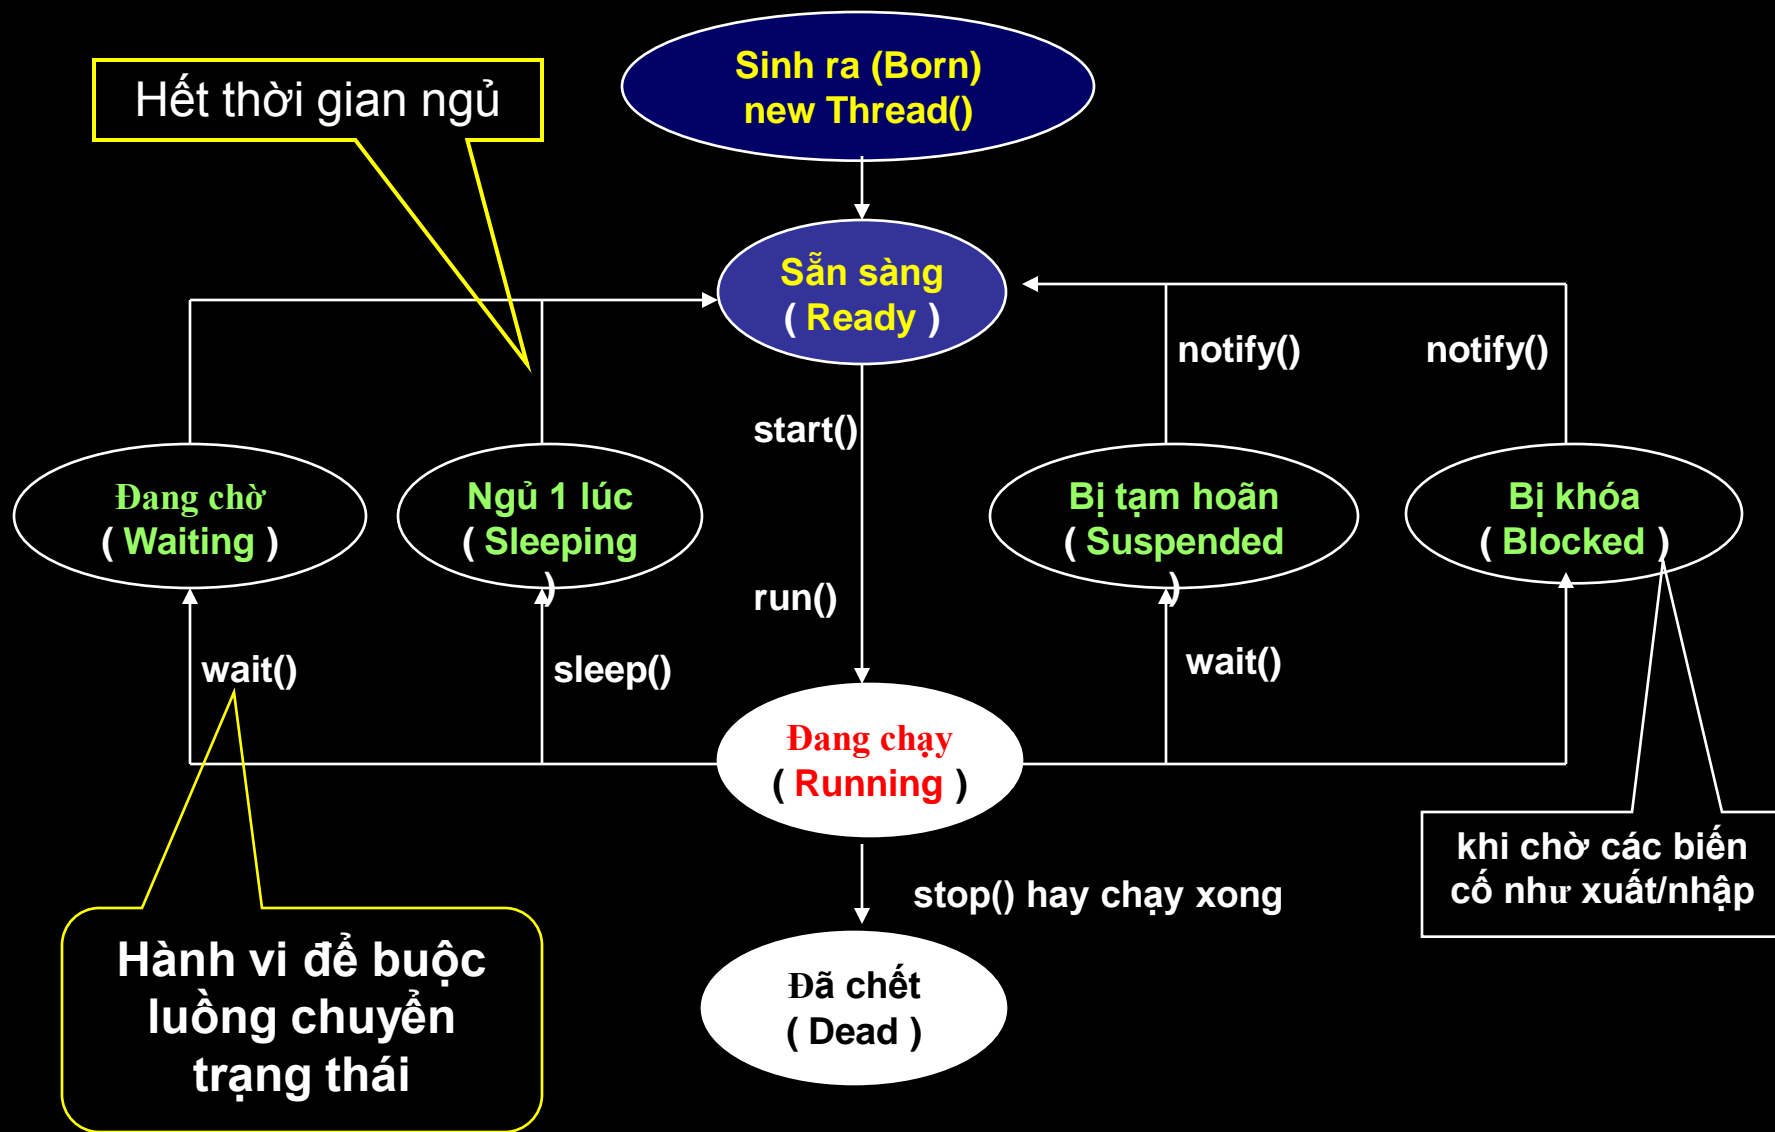 Sinh ra (Born)
new Thread()
Hết thời gian ngủ
Sẵn sàng
( Ready )
notify()
notify()
start()
Đang chờ
( Waiting )
Ngủ 1 lúc
( Sleeping
)
Bị tạm hoãn
( Suspended
)
Bị khóa
( Blocked )
run()
wait()
sleep()
wait()
Đang chạy
( Running )
khi chờ các biến
cố như xuất/nhập
stop() hay chạy xong
Hành vi để buộc
luồng chuyển
trạng thái
Đã chết
( Dead )